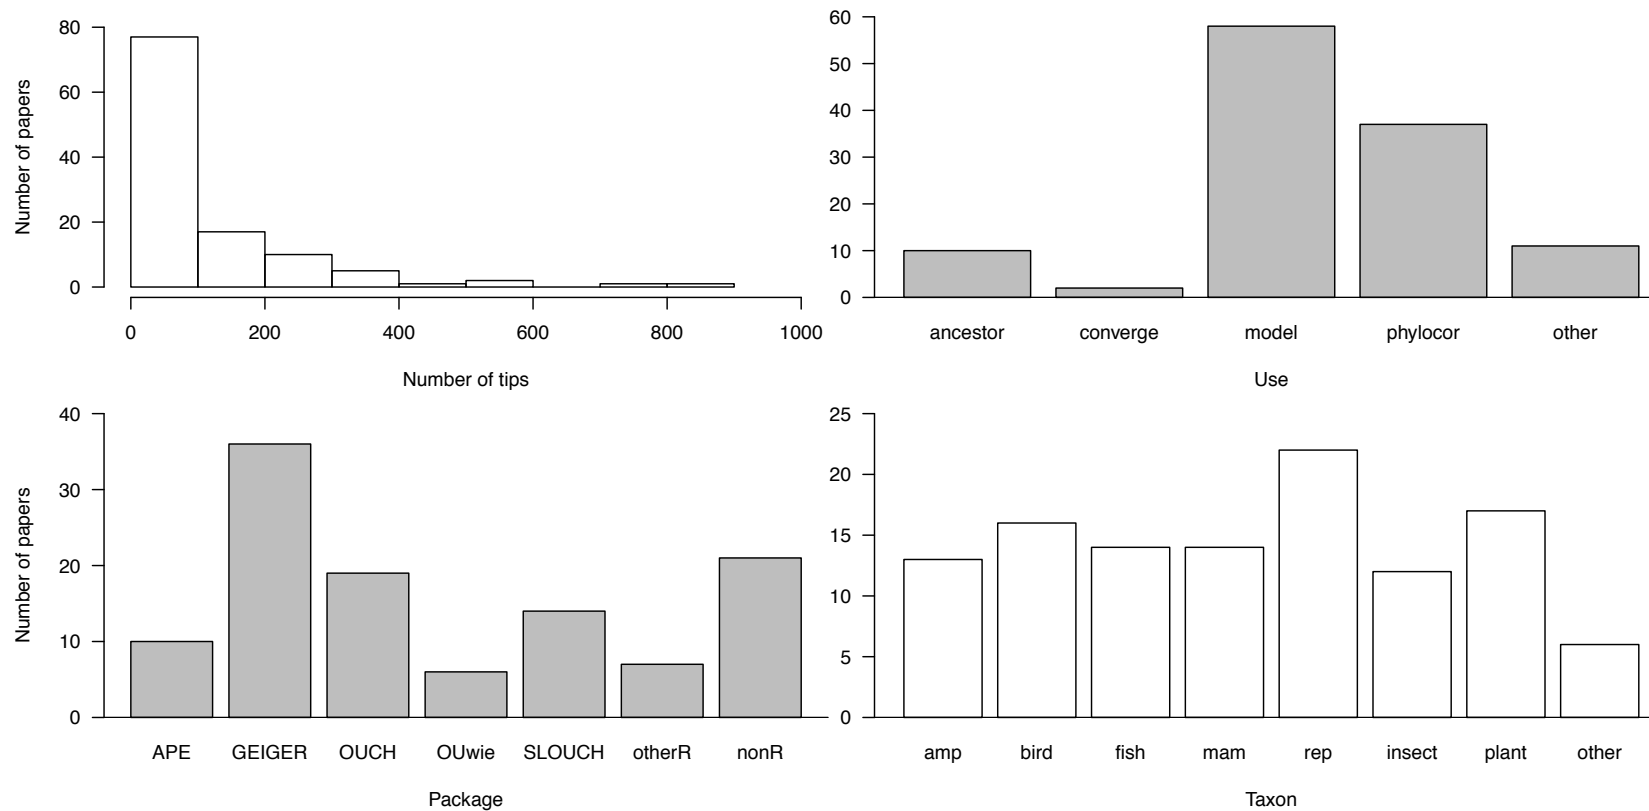 Number of papers
80
60
40
20
0
0 200 400 600 800 1000
Number of tips
60
50
40
30
20
10
0
ancestor converge model phylocor other
Use
Number of papers
40
30
20
10
0
APE GEIGER OUCH OUwie SLOUCH otherR nonR
Package
25
20
15
10
5
0
amp bird fish mam rep insect plant other
Taxon